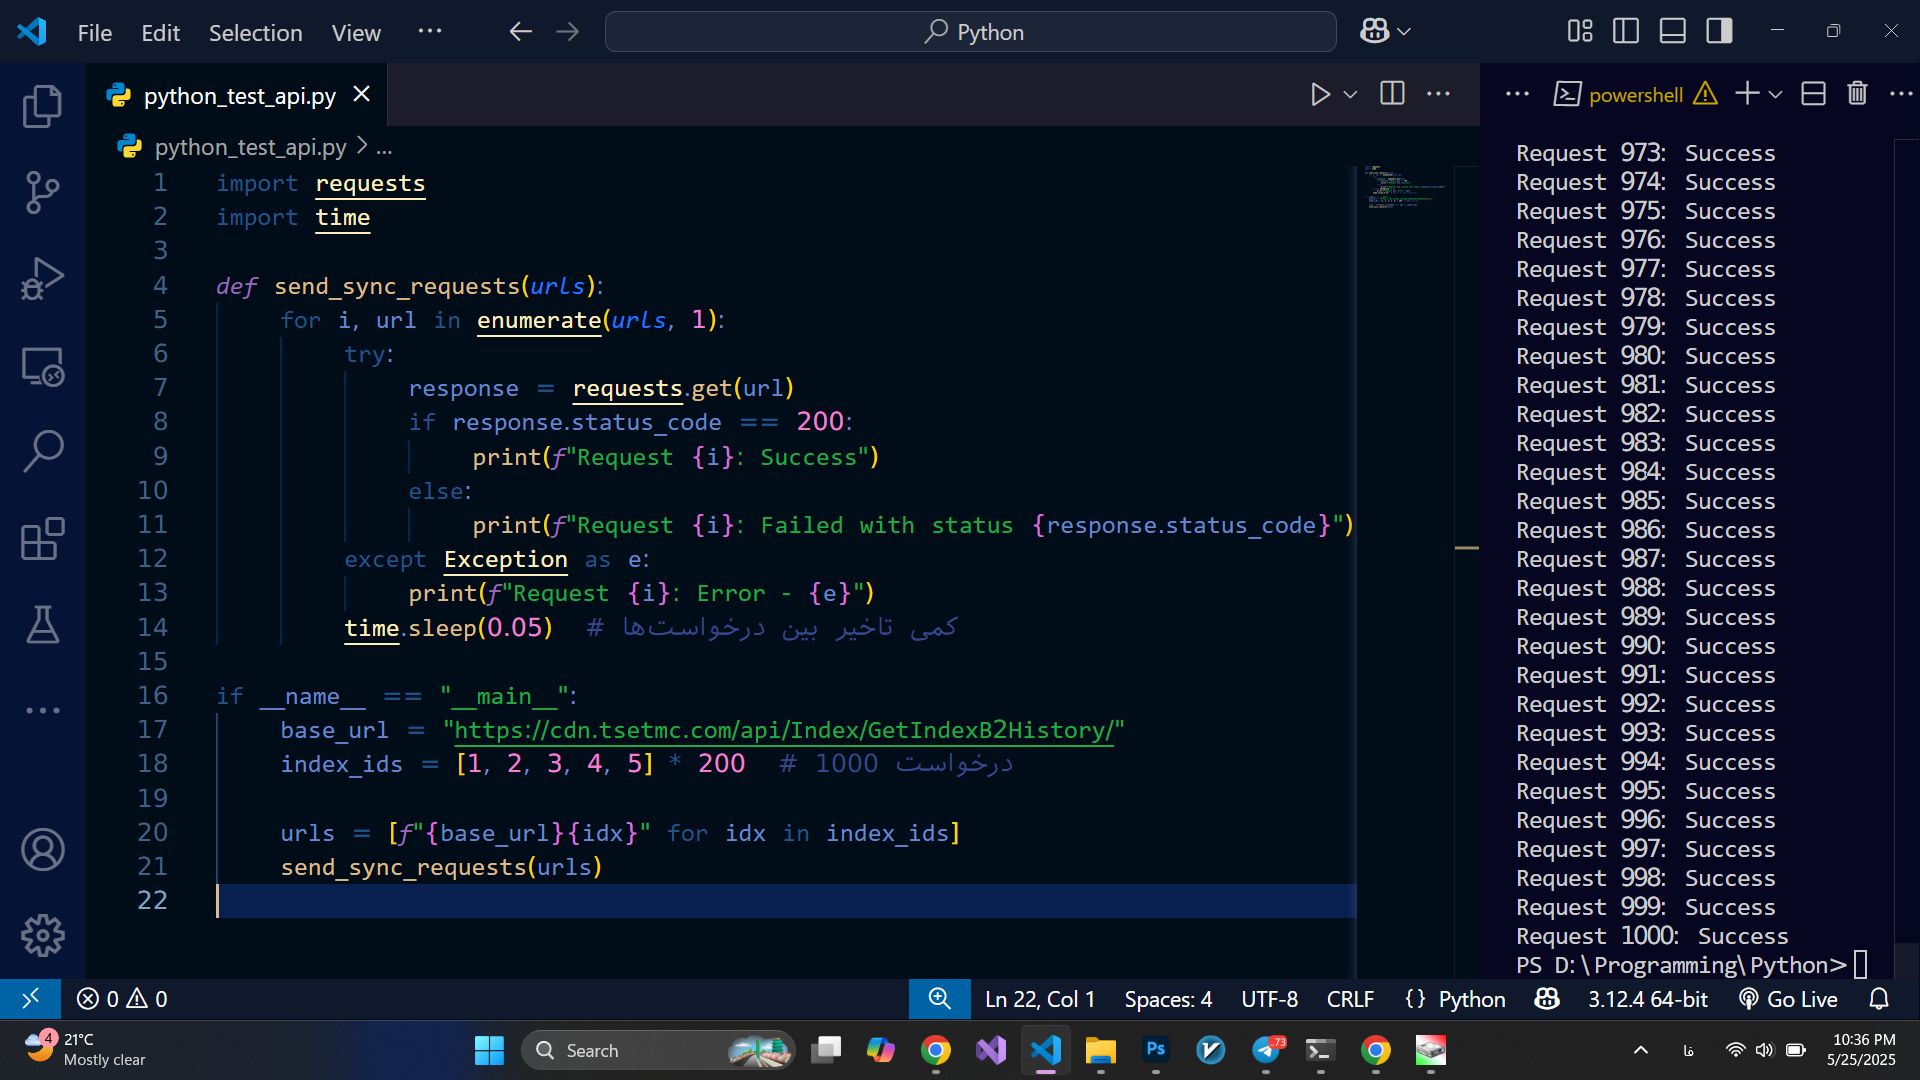 File Edit Selection View ··· Python
python_test_api.py
powershell
python_test_api.py > ...
1 import requests
2 import time
3
4 def send_sync_requests(urls):
5 for i, url in enumerate(urls, 1):
6 try:
7 response = requests.get(url)
8 if response.status_code == 200:
9 print(f"Request {i}: Success")
10 else:
11 print(f"Request {i}: Failed with status {response.status_code}")
12 except Exception as e:
13 print(f"Request {i}: Error - {e}")
14 time.sleep(0.05) # کمی تاخیر بین درخواست‌ها
15
16 if __name__ == "__main__":
17 base_url = "https://cdn.tsetmc.com/api/Index/GetIndexB2History/"
18 index_ids = [1, 2, 3, 4, 5] * 200 # 1000 درخواست
19
20 urls = [f"{base_url}{idx}" for idx in index_ids]
21 send_sync_requests(urls)
22
Request 973: Success
Request 974: Success
Request 975: Success
Request 976: Success
Request 977: Success
Request 978: Success
Request 979: Success
Request 980: Success
Request 981: Success
Request 982: Success
Request 983: Success
Request 984: Success
Request 985: Success
Request 986: Success
Request 987: Success
Request 988: Success
Request 989: Success
Request 990: Success
Request 991: Success
Request 992: Success
Request 993: Success
Request 994: Success
Request 995: Success
Request 996: Success
Request 997: Success
Request 998: Success
Request 999: Success
Request 1000: Success
PS D:\Programming\Python>
0 0 Ln 22, Col 1 Spaces: 4 UTF-8 CRLF {} Python 3.12.4 64-bit Go Live
4 21°C
Mostly clear
Search
Ps
73
فا
10:36 PM
5/25/2025